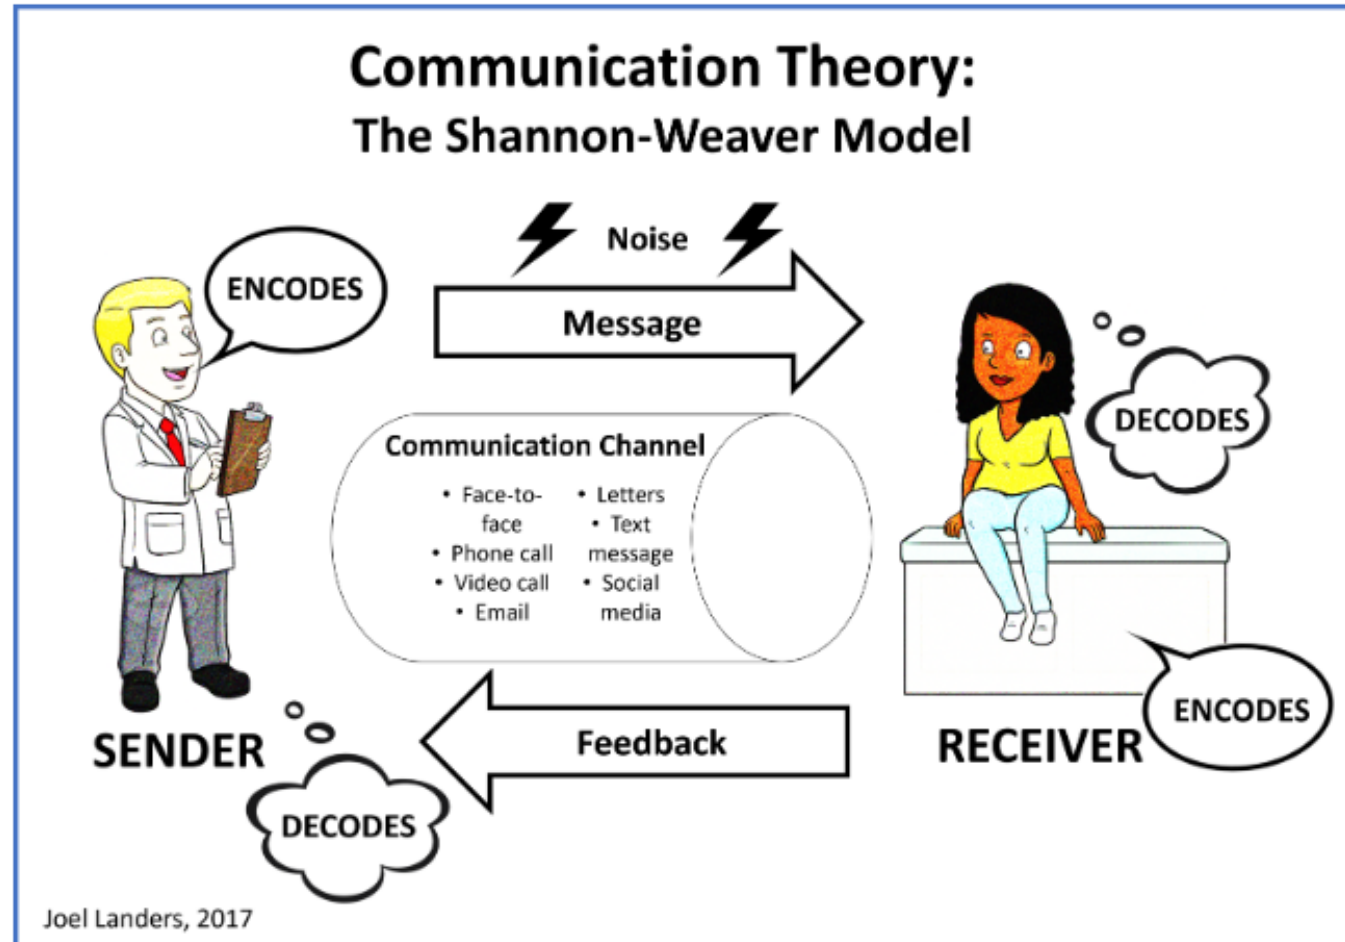 Communication Theory:
The Shannon-Weaver Model
Noise
ENCODES
Message
DECODES
Communication Channel
• Face-to-
face
• Phone call
• Video call
• Email
• Letters
• Text
message
• Social
media
SENDER
Feedback
RECEIVER
ENCODES
DECODES
Joel Landers, 2017